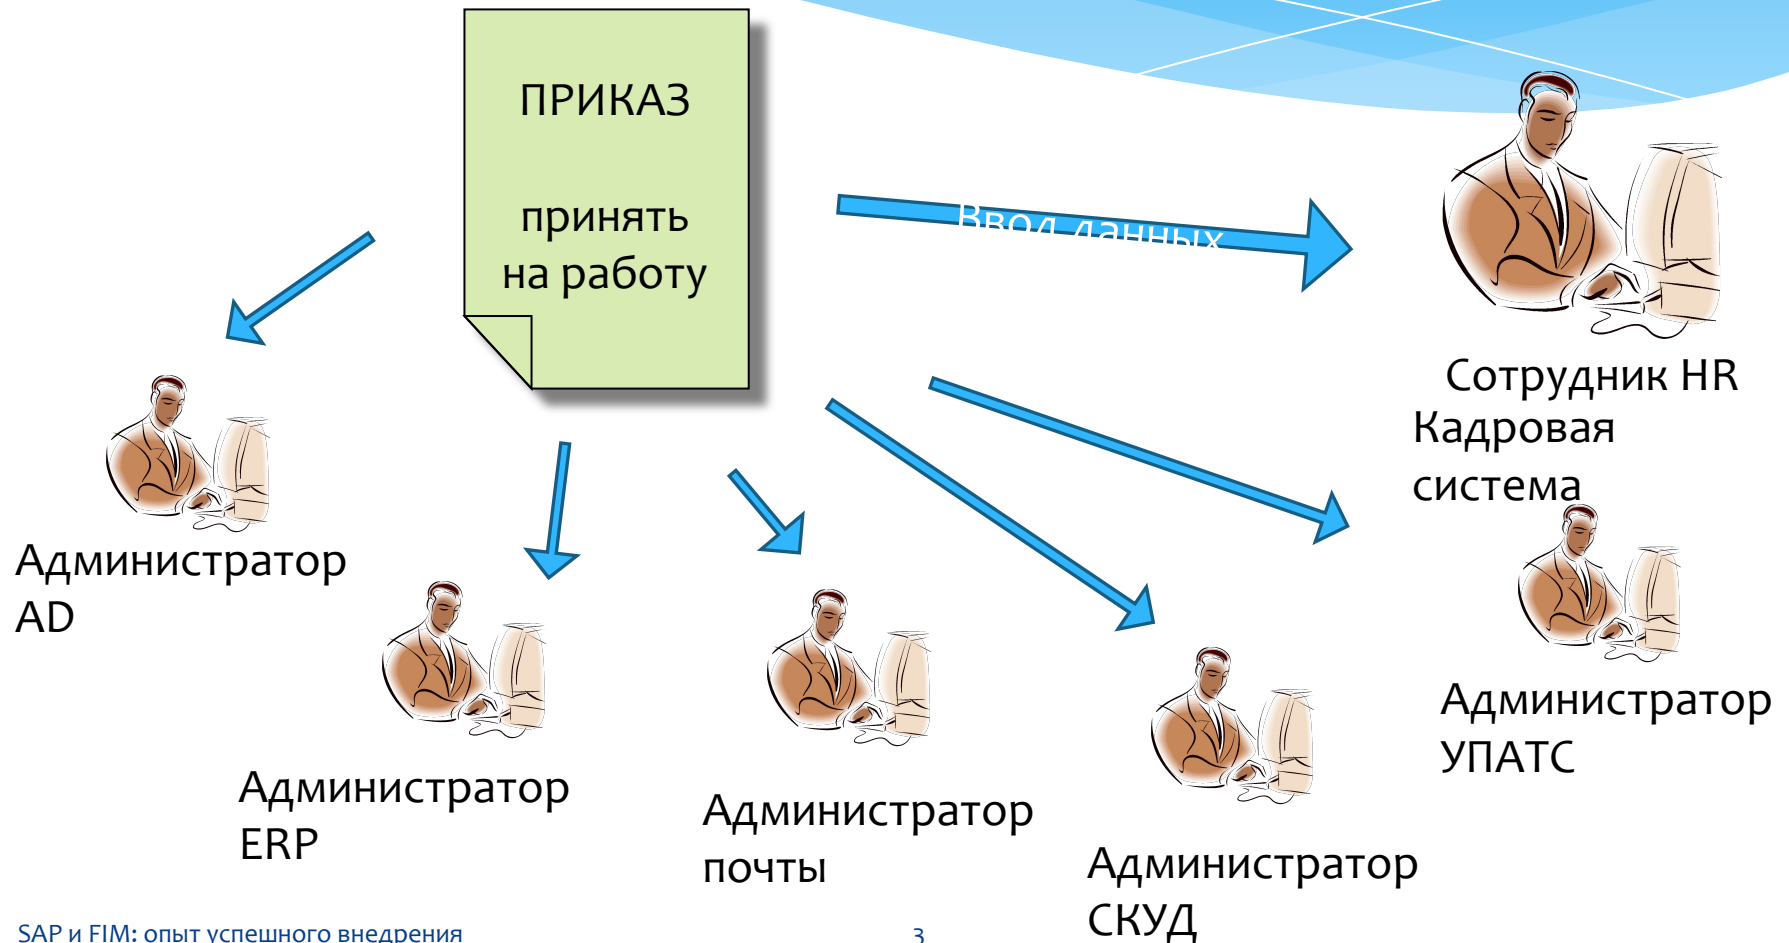 ПРИКАЗ
принять
на работу
Ввод данных
Сотрудник HR
Кадровая
система
Администратор
AD
Администратор
ERP
Администратор
почты
Администратор
СКУД
Администратор
УПАТС
SAP и FIM: опыт успешного внедрения
3